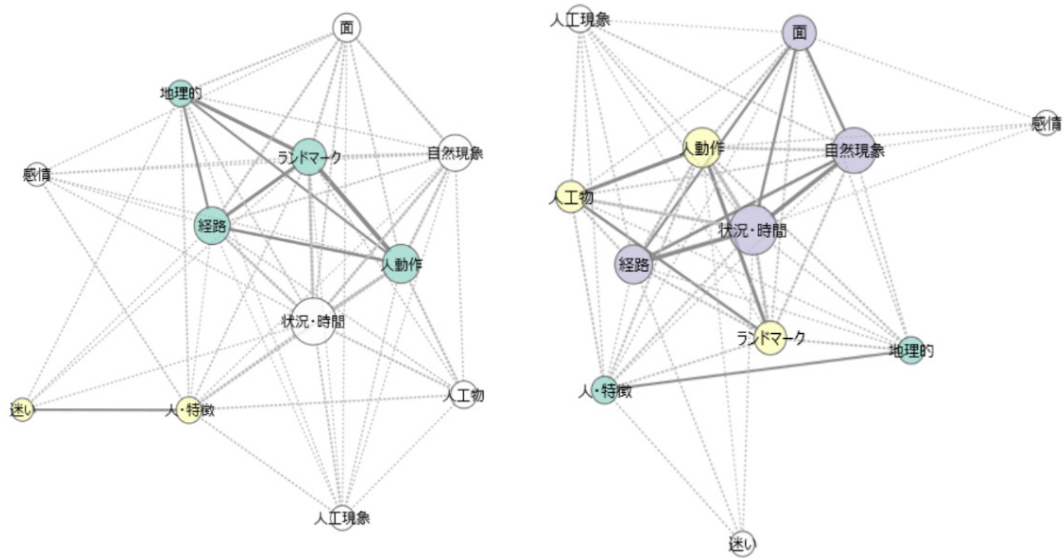 面
地理的
ランドマーク
自然現象
感情
経路
人動作
状況・時間
人工物
迷い
人・特徴
人工現象
人工現象
面
感情
人動作
自然現象
人工物
状況・時間
経路
ランドマーク
地理的
人・特徴
迷い